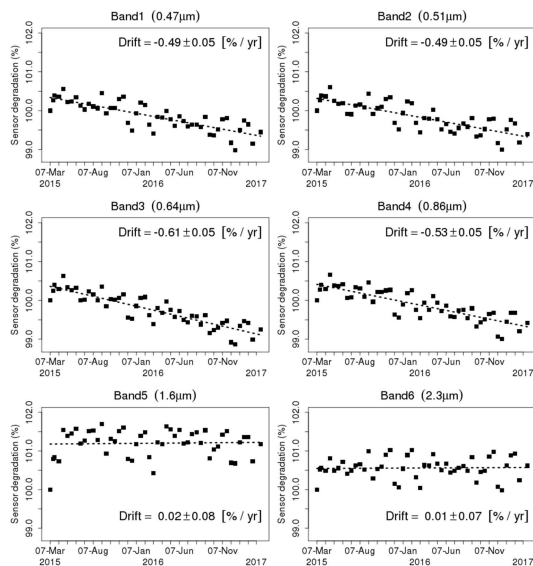 Band1 (0.47μm)
Drift = -0.49±0.05 [% / yr]
Sensor degradation (%)
102.0
101.0
100.0
99.0
07-Mar 07-Aug 07-Jan 07-Jun 07-Nov
2015 2016 2017
Band2 (0.51μm)
Drift = -0.49±0.05 [% / yr]
Sensor degradation (%)
102.0
101.0
100.0
99.0
07-Mar 07-Aug 07-Jan 07-Jun 07-Nov
2015 2016 2017
Band3 (0.64μm)
Drift = -0.61±0.05 [% / yr]
Sensor degradation (%)
102.0
101.0
100.0
99.0
07-Mar 07-Aug 07-Jan 07-Jun 07-Nov
2015 2016 2017
Band4 (0.86μm)
Drift = -0.53±0.05 [% / yr]
Sensor degradation (%)
102.0
101.0
100.0
99.0
07-Mar 07-Aug 07-Jan 07-Jun 07-Nov
2015 2016 2017
Band5 (1.6μm)
Drift = 0.02±0.08 [% / yr]
Sensor degradation (%)
102.0
101.0
100.0
99.0
07-Mar 07-Aug 07-Jan 07-Jun 07-Nov
2015 2016 2017
Band6 (2.3μm)
Drift = 0.01±0.07 [% / yr]
Sensor degradation (%)
102.0
101.0
100.0
99.0
07-Mar 07-Aug 07-Jan 07-Jun 07-Nov
2015 2016 2017